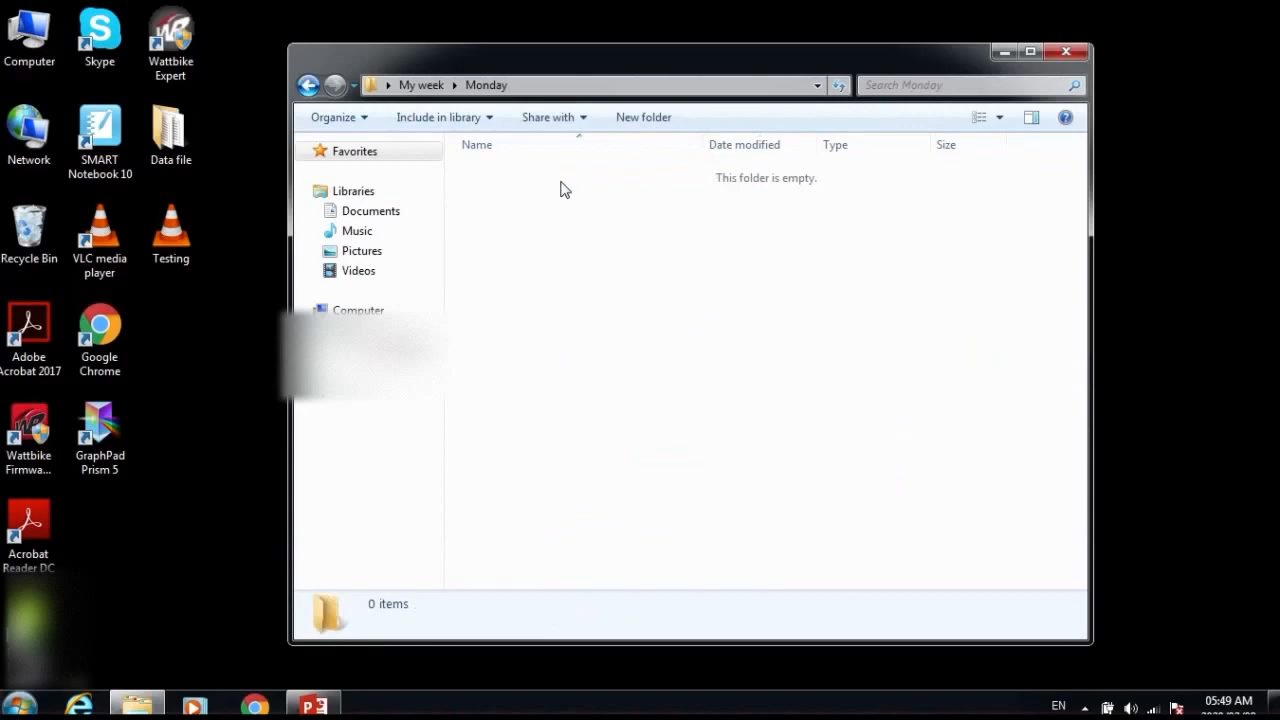 Computer
Skype
Wattbike
Expert
Network
SMART
Notebook 10
Data file
Recycle Bin
VLC media
player
Testing
Adobe
Acrobat 2017
Google
Chrome
Wattbike
Firmwa...
GraphPad
Prism 5
Acrobat
Reader DC
My week
Monday
Search Monday
Organize
Include in library
Share with
New folder
Name
Date modified
Type
Size
This folder is empty.
Favorites
Libraries
Documents
Music
Pictures
Videos
Computer
0 items
EN
05:49 AM